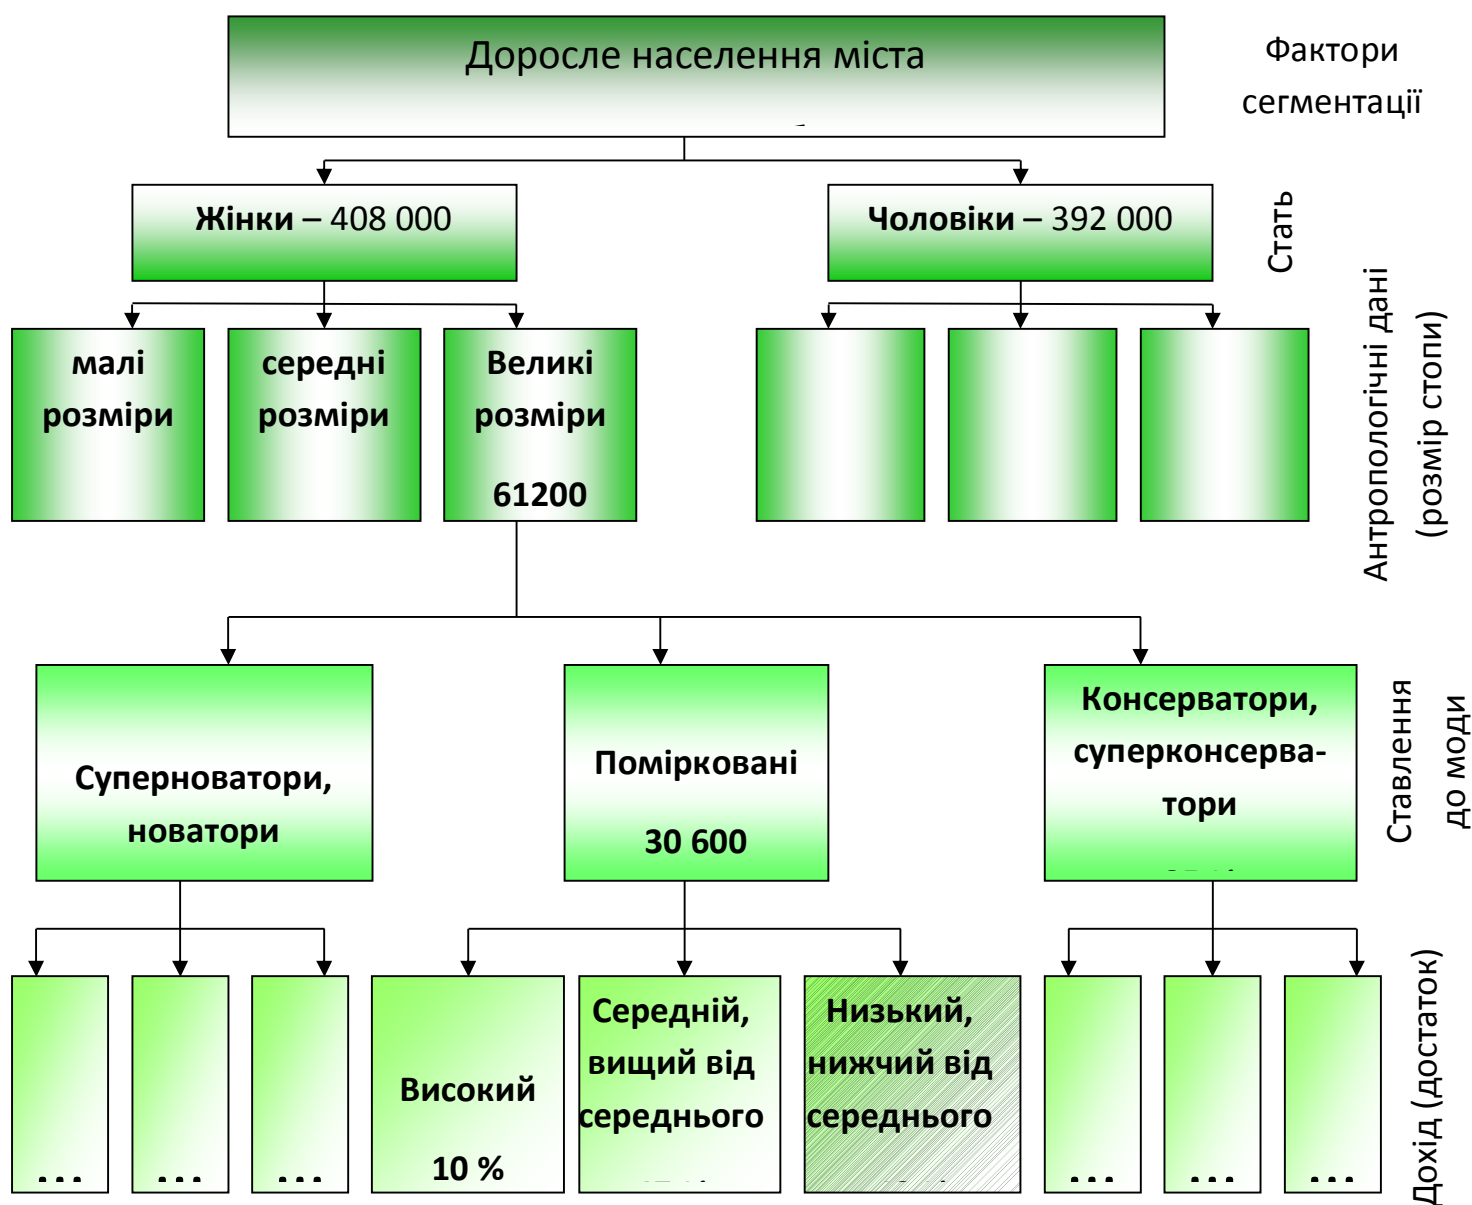 Доросле населення міста
Фактори
сегментації
Жінки – 408 000
Чоловіки – 392 000
Стать
малі
розміри
середні
розміри
Великі
розміри
61200
Антропологічні дані
(розмір стопи)
Суперноватори,
новатори
Помірковані
30 600
Консерватори,
суперконсерва-
тори
Ставлення
до моди
...
...
...
Високий
10 %
Середній,
вищий від
середнього
Низький,
нижчий від
середнього
...
...
...
Дохід (достаток)